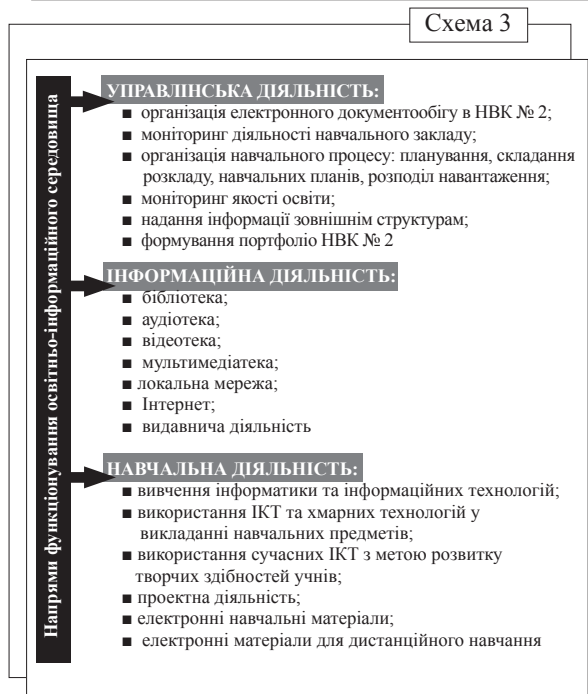 Схема 3
Напрями функціонування освітньо-інформаційного середовища
УПРАВЛІНСЬКА ДІЯЛЬНІСТЬ:
■ організація електронного документообігу в НВК № 2;
■ моніторинг діяльності навчального закладу;
■ організація навчального процесу: планування, складання
розкладу, навчальних планів, розподіл навантаження;
■ моніторинг якості освіти;
■ надання інформації зовнішнім структурам;
■ формування портфоліо НВК № 2
ІНФОРМАЦІЙНА ДІЯЛЬНІСТЬ:
■ бібліотека;
■ аудіотека;
■ відеотека;
■ мультимедіатека;
■ локальна мережа;
■ Інтернет;
■ видавнича діяльність
НАВЧАЛЬНА ДІЯЛЬНІСТЬ:
■ вивчення інформатики та інформаційних технологій;
■ використання ІКТ та хмарних технологій у
викладанні навчальних предметів;
■ використання сучасних ІКТ з метою розвитку
творчих здібностей учнів;
■ проектна діяльність;
■ електронні навчальні матеріали;
■ електронні матеріали для дистанційного навчання